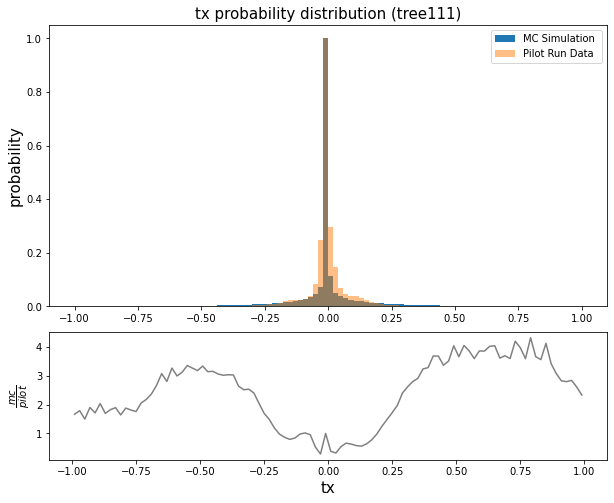 tx probability distribution (tree111)
MC Simulation
Pilot Run Data
probability
1.0
0.8
0.6
0.4
0.2
0.0
−1.00 −0.75 −0.50 −0.25 0.00 0.25 0.50 0.75 1.00
mc
pilot
4
3
2
1
−1.00 −0.75 −0.50 −0.25 0.00 0.25 0.50 0.75 1.00
tx